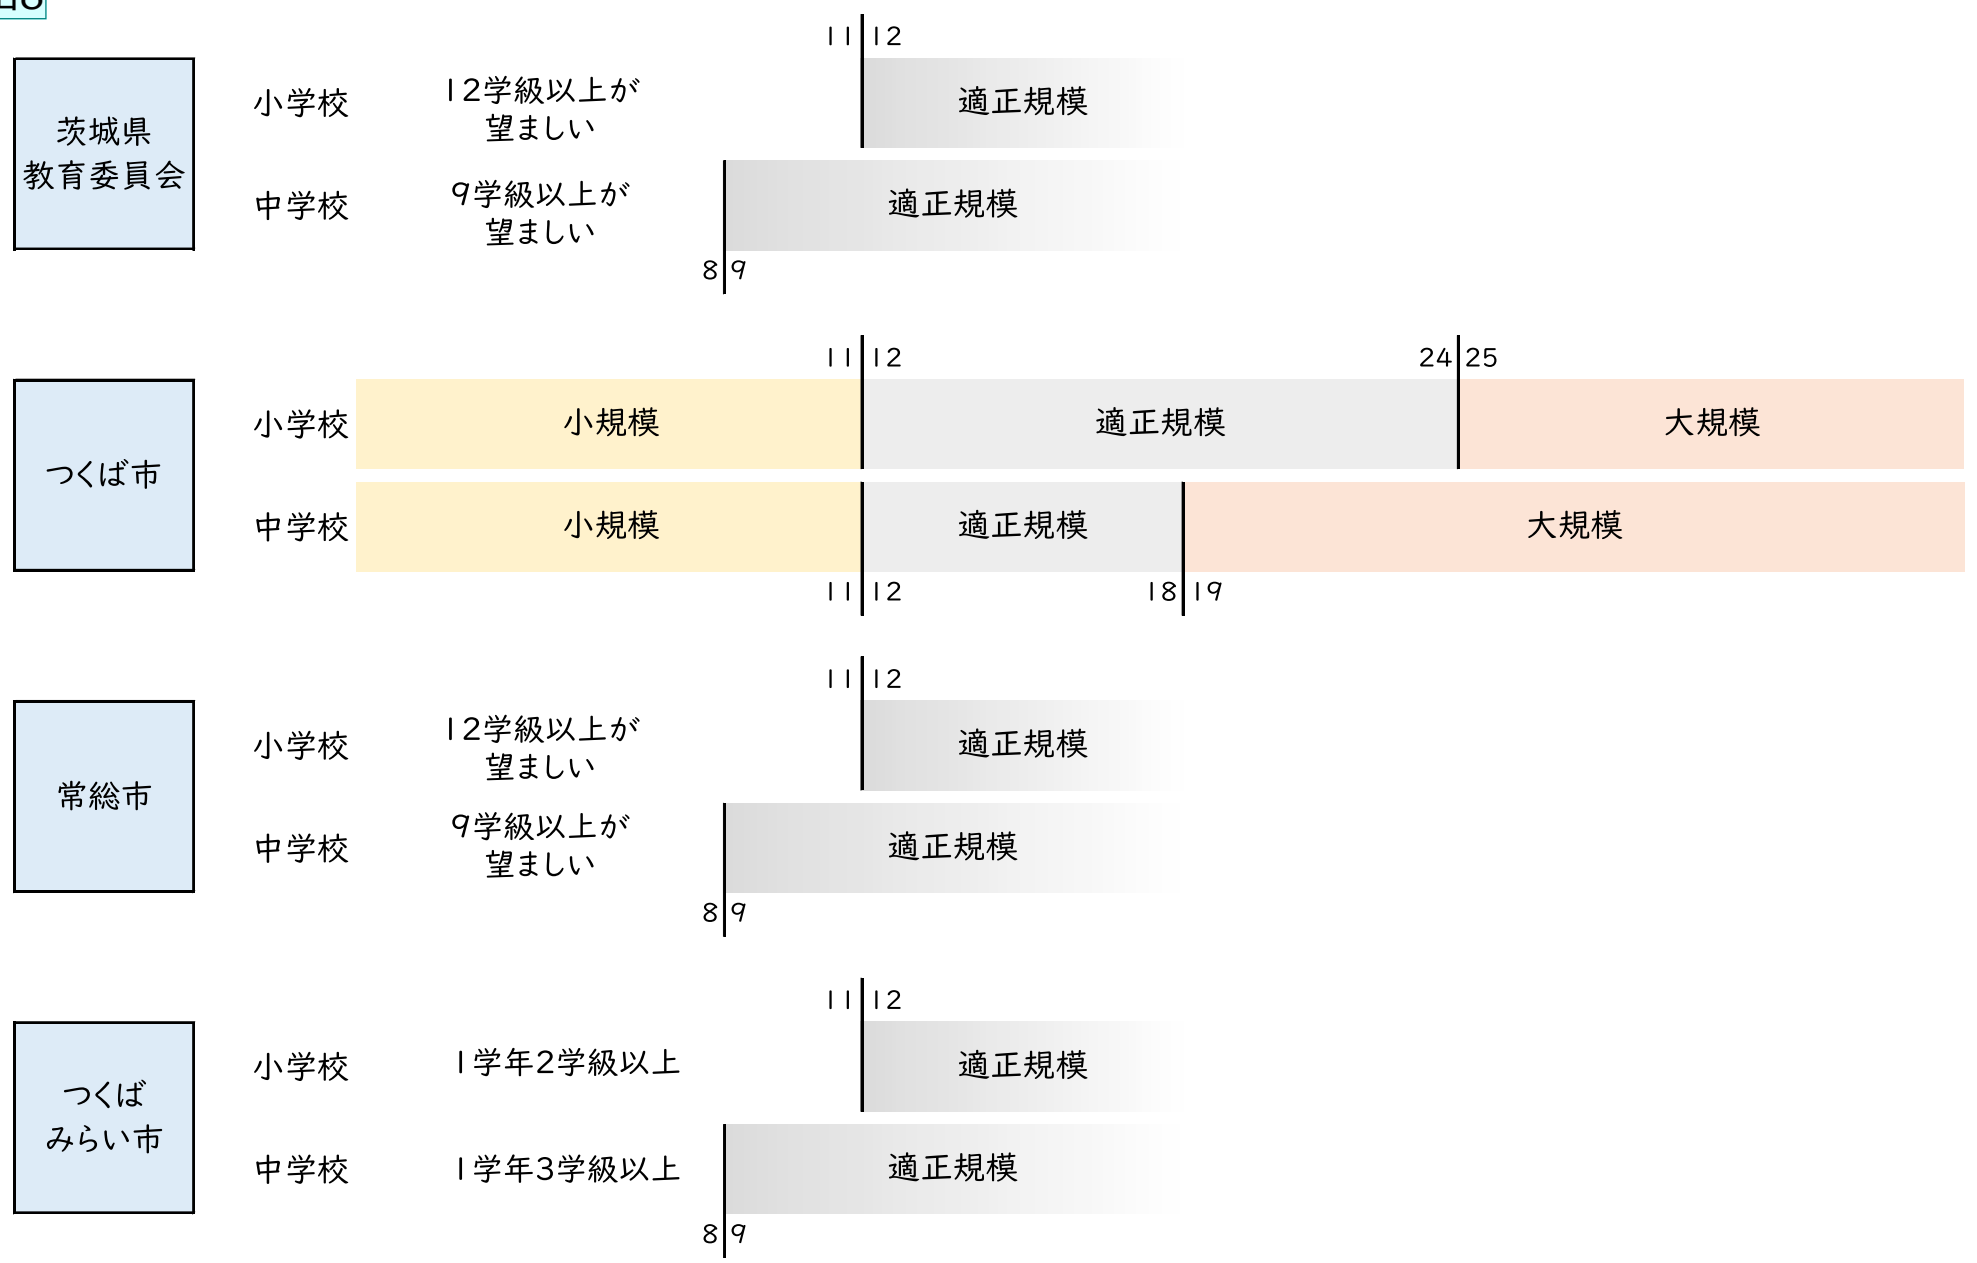 11 12
小学校 12学級以上が
望ましい
適正規模
茨城県
教育委員会
中学校 9学級以上が
望ましい
適正規模
8 9
11 12 24 25
小学校 小規模 適正規模 大規模
つくば市
中学校 小規模 適正規模 大規模
11 12 18 19
11 12
小学校 12学級以上が
望ましい
適正規模
常総市
中学校 9学級以上が
望ましい
適正規模
8 9
11 12
小学校 1学年2学級以上 適正規模
つくば
みらい市
中学校 1学年3学級以上 適正規模
8 9